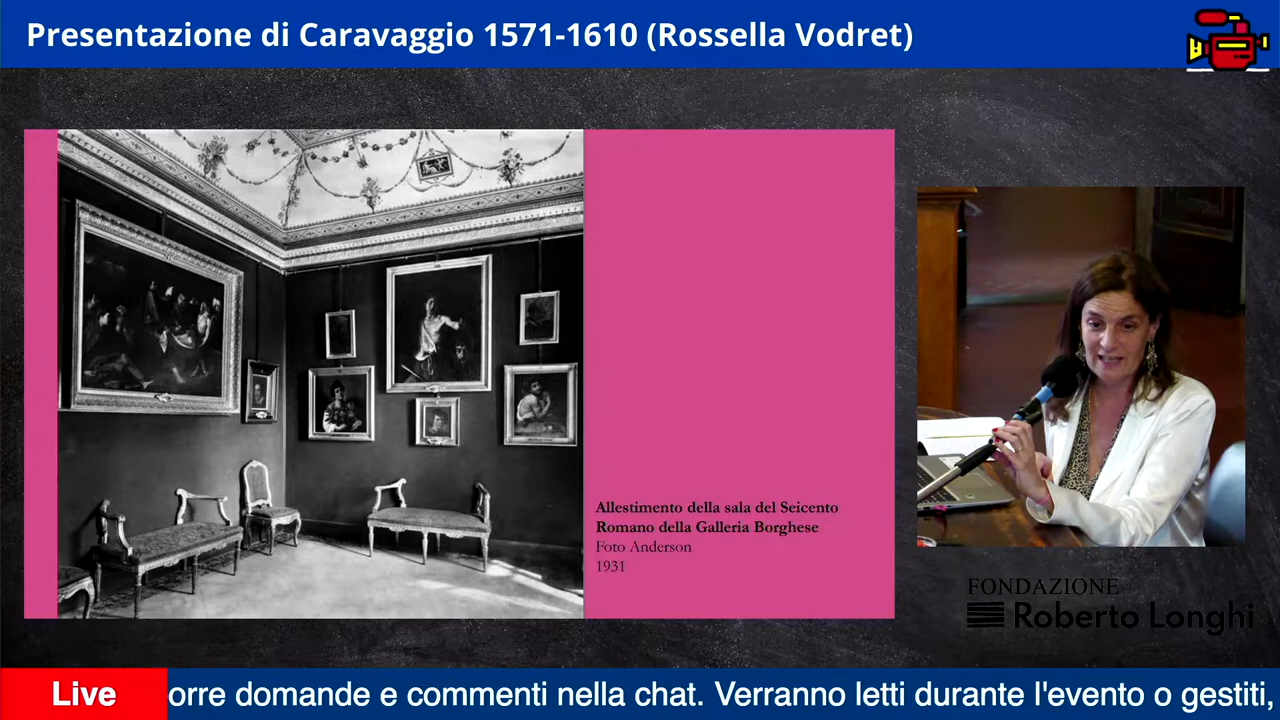 Presentazione di Caravaggio 1571-1610 (Rossella Vodret)
Allestimento della sala del Seicento
Romano della Galleria Borghese
Foto Anderson
1931
FONDAZIONE
Roberto Longhi
Live
orre domande e commenti nella chat. Verranno letti durante l'evento o gestiti,